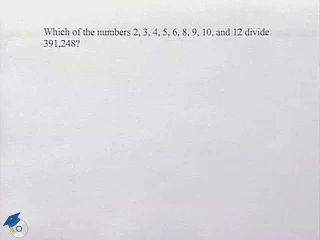 Which of the numbers 2, 3, 4, 5, 6, 8, 9, 10, and 12 divide
391,248?